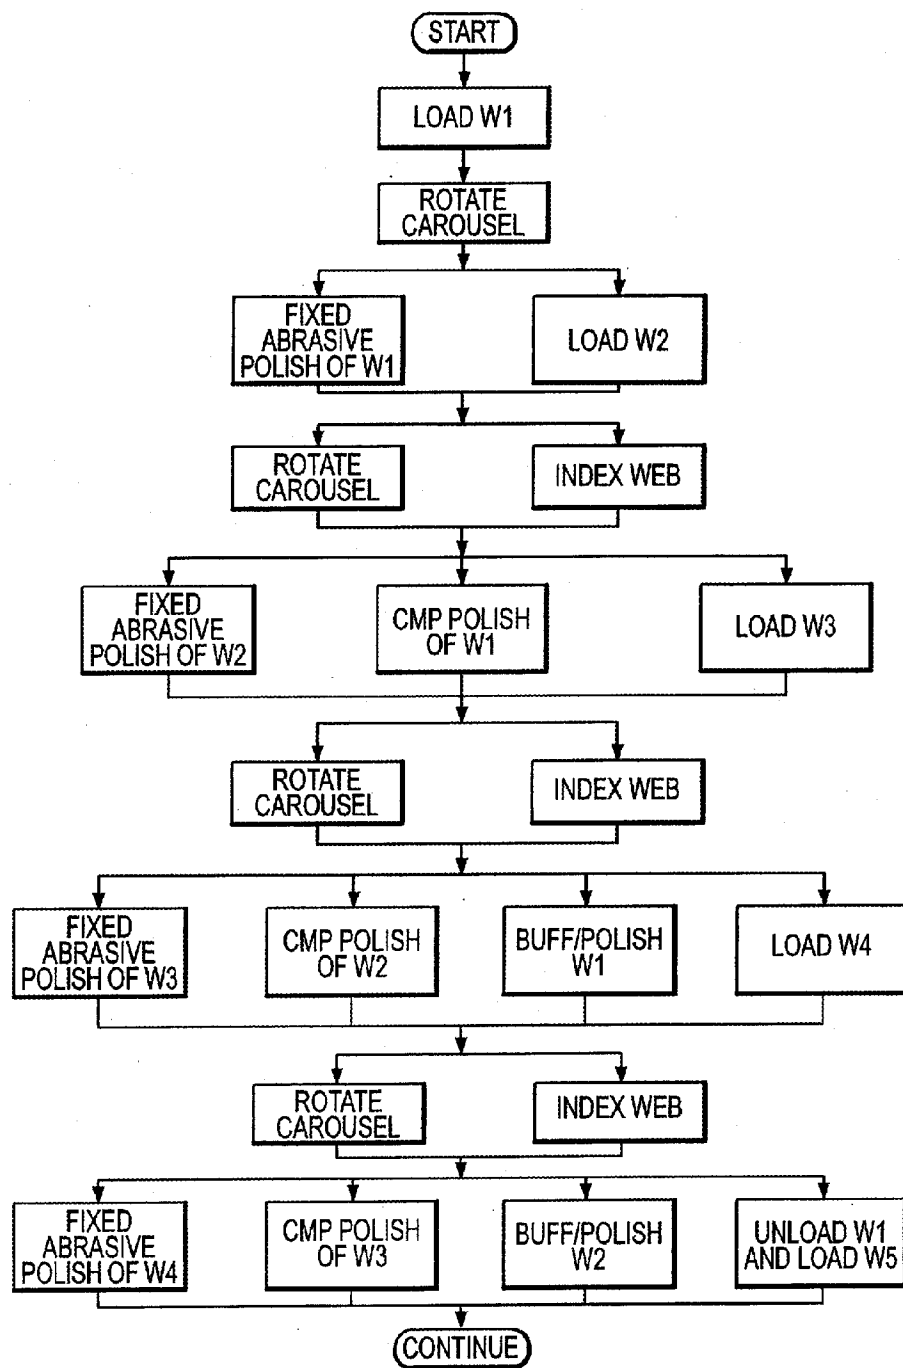 START
LOAD W1
ROTATE
CAROUSEL
FIXED
ABRASIVE
POLISH OF W1
LOAD W2
ROTATE
CAROUSEL
INDEX WEB
FIXED
ABRASIVE
POLISH OF W2
CMP POLISH
OF W1
LOAD W3
ROTATE
CAROUSEL
INDEX WEB
FIXED
ABRASIVE
POLISH OF W3
CMP POLISH
OF W2
BUFF/POLISH
W1
LOAD W4
ROTATE
CAROUSEL
INDEX WEB
FIXED
ABRASIVE
POLISH OF W4
CMP POLISH
OF W3
BUFF/POLISH
W2
UNLOAD W1
AND LOAD W5
CONTINUE